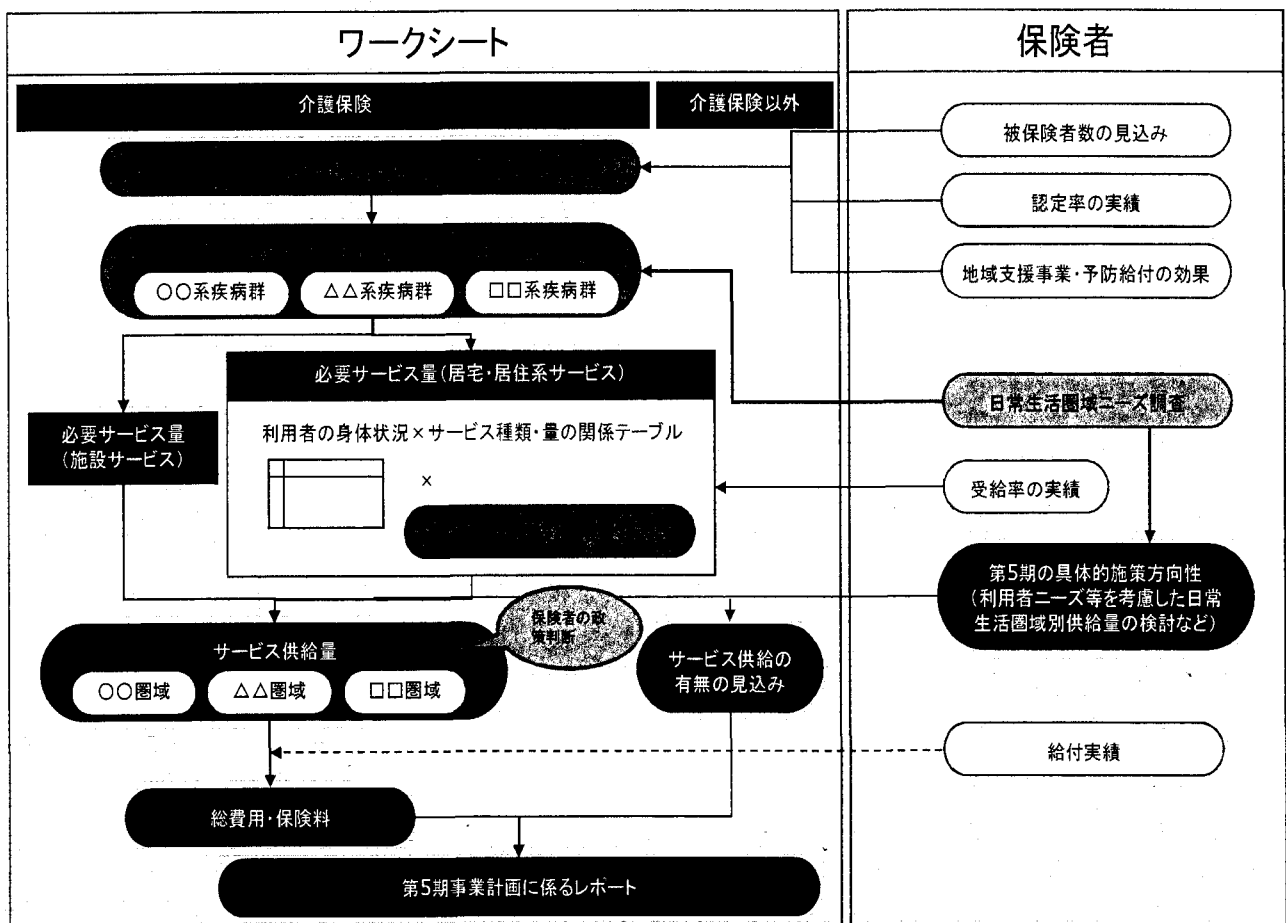 ワークシート
保険者
介護保険
介護保険以外
被保険者数の見込み
認定率の実績
地域支援事業・予防給付の効果
〇〇系疾病群
△△系疾病群
□□系疾病群
必要サービス量(居宅・居住系サービス)
日常生活圏域ニーズ調査
必要サービス量
(施設サービス)
利用者の身体状況×サービス種類・量の関係テーブル
×
受給率の実績
第5期の具体的施策方向性
(利用者ニーズ等を考慮した日常
生活圏域別供給量の検討など)
保険者の政
策判断
サービス供給量
〇〇圏域
△△圏域
□□圏域
サービス供給の
有無の見込み
給付実績
総費用・保険料
第5期事業計画に係るレポート